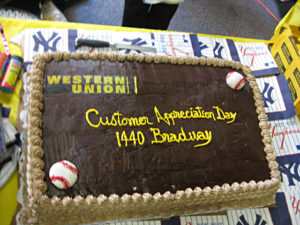 WESTERN
UNION
Customer Appreciation Day
1440 Bradway